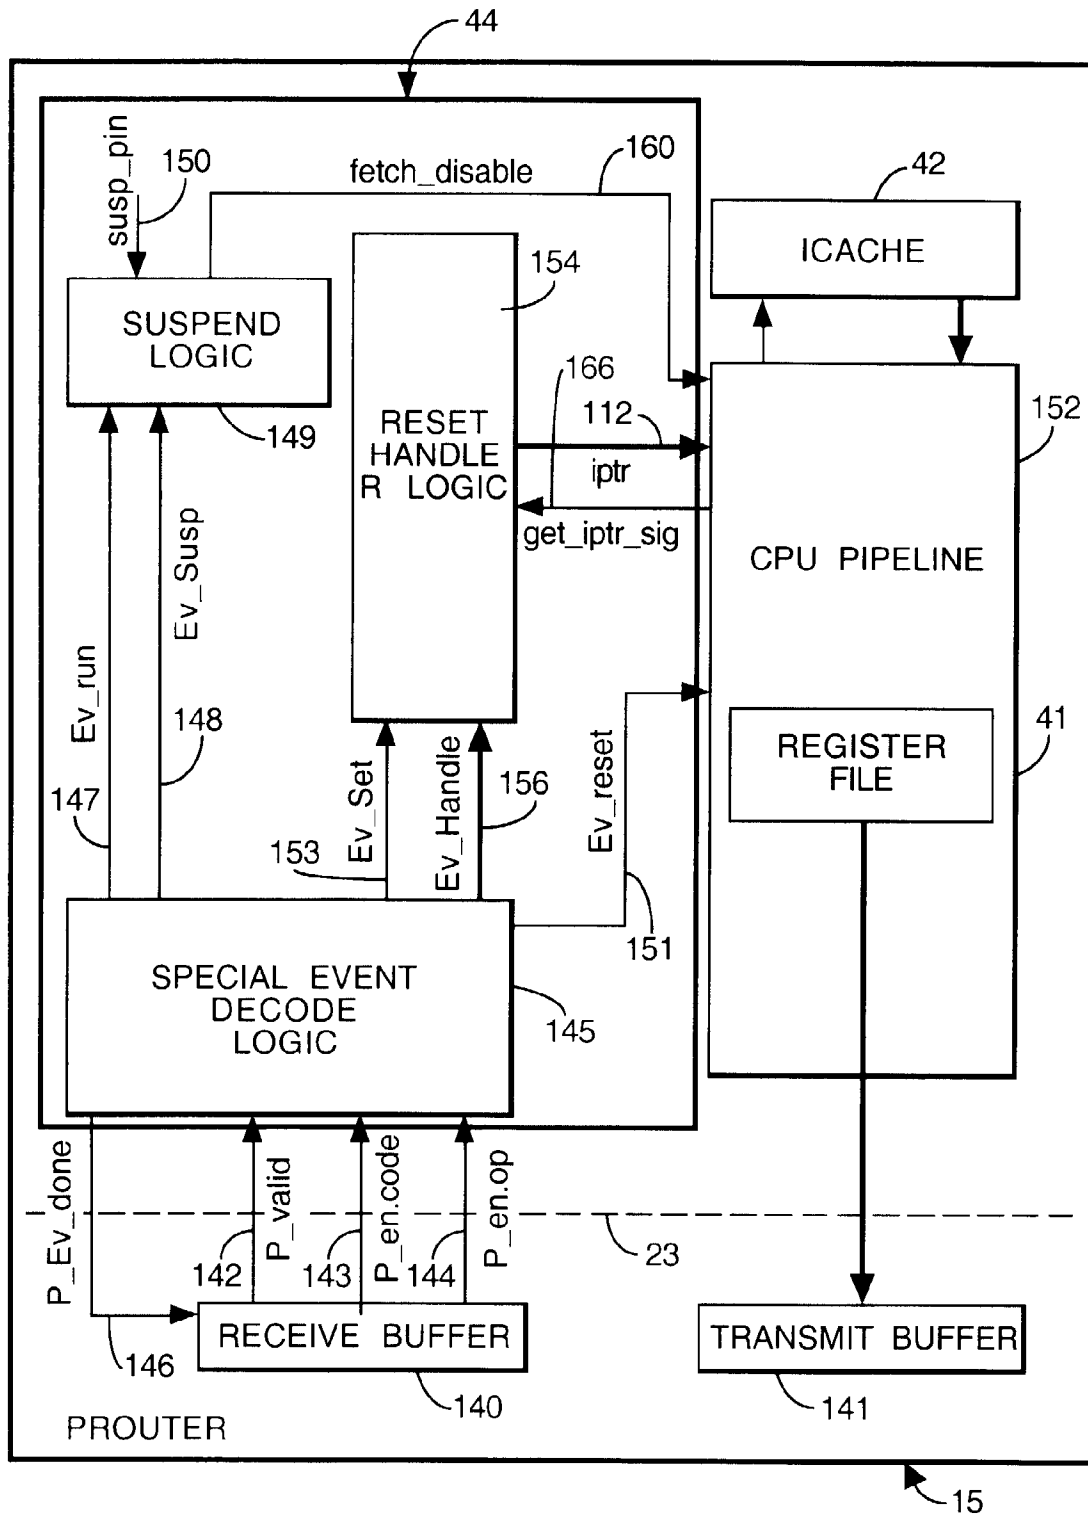 44
susp_pin
150
fetch_disable
160
42
ICACHE
154
SUSPEND
LOGIC
149
166
112
iptr
get_iptr_sig
RESET
HANDLE
R LOGIC
152
CPU PIPELINE
Ev_run
Ev_Susp
147
148
Ev_Set
Ev_Handle
153
156
Ev_reset
151
REGISTER
FILE
41
SPECIAL EVENT
DECODE
LOGIC
145
P_Ev_done
P_valid
P_en.code
P_en.op
142
143
144
23
146
RECEIVE BUFFER
140
TRANSMIT BUFFER
141
PROUTER
15